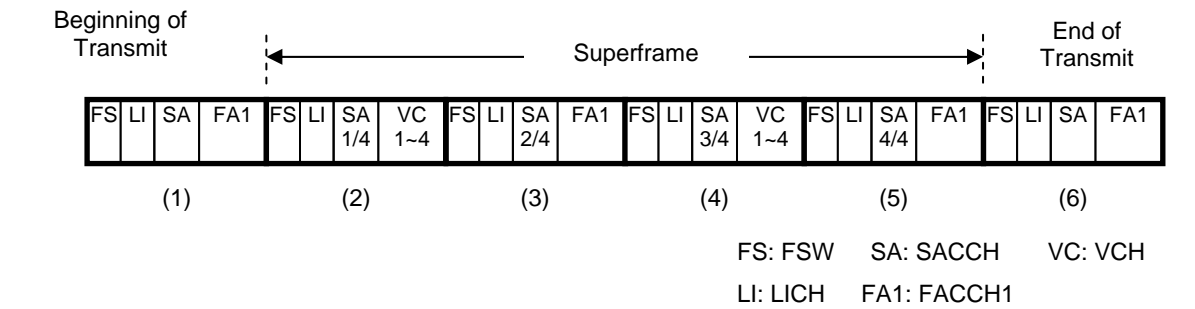 Beginning of
Transmit
Superframe
End of
Transmit
FS LI SA FA1 FS LI SA VC FS LI SA FA1 FS LI SA VC FS LI SA FA1 FS LI SA FA1
1/4 1~4 2/4 3/4 1~4 4/4
(1) (2) (3) (4) (5) (6)
FS: FSW SA: SACCH VC: VCH
LI: LICH FA1: FACCH1